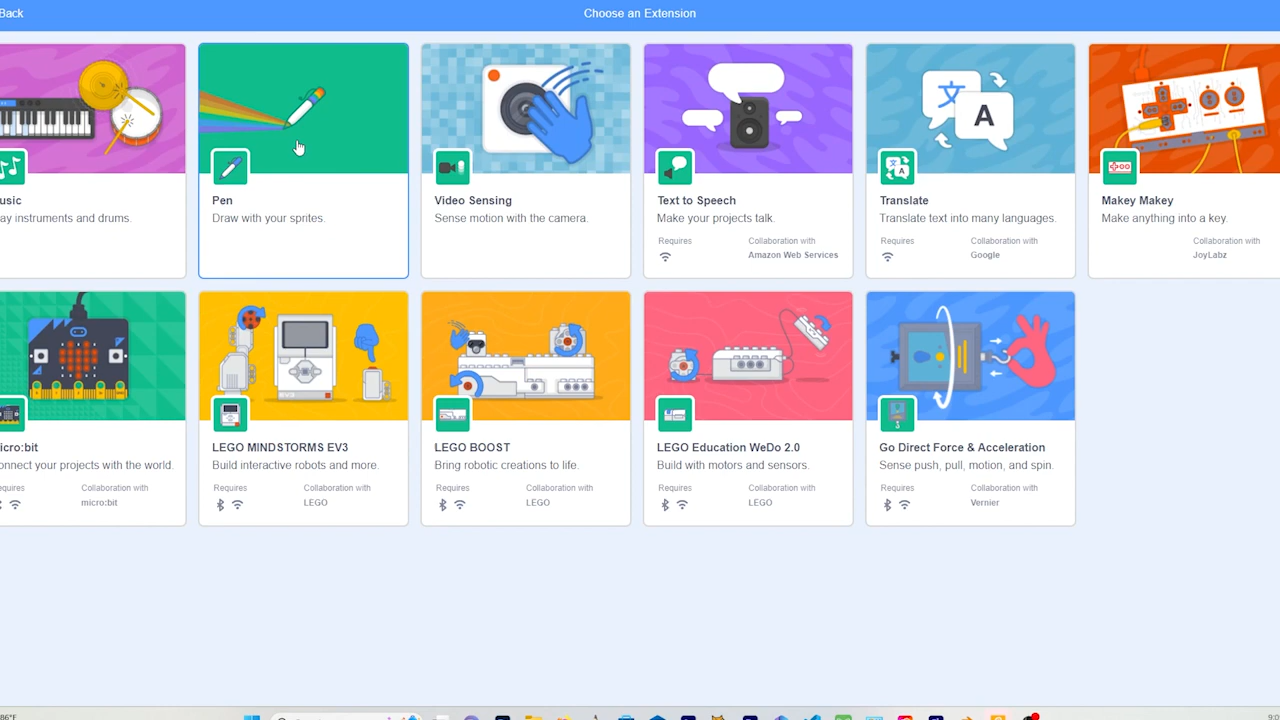 Back
Choose an Extension
usic
ay instruments and drums.
Pen
Draw with your sprites.
Video Sensing
Sense motion with the camera.
Text to Speech
Make your projects talk.
Requires
Collaboration with
Amazon Web Services
Translate
Translate text into many languages.
Requires
Collaboration with
Google
Makey Makey
Make anything into a key.
Collaboration with
JoyLabz
文
A
icro:bit
onnect your projects with the world.
equires
Collaboration with
micro:bit
EV3
LEGO MINDSTORMS EV3
Build interactive robots and more.
Requires
Collaboration with
LEGO
LEGO BOOST
Bring robotic creations to life.
Requires
Collaboration with
LEGO
LEGO Education WeDo 2.0
Build with motors and sensors.
Requires
Collaboration with
LEGO
Go Direct Force & Acceleration
Sense push, pull, motion, and spin.
Requires
Collaboration with
Vernier
86°F